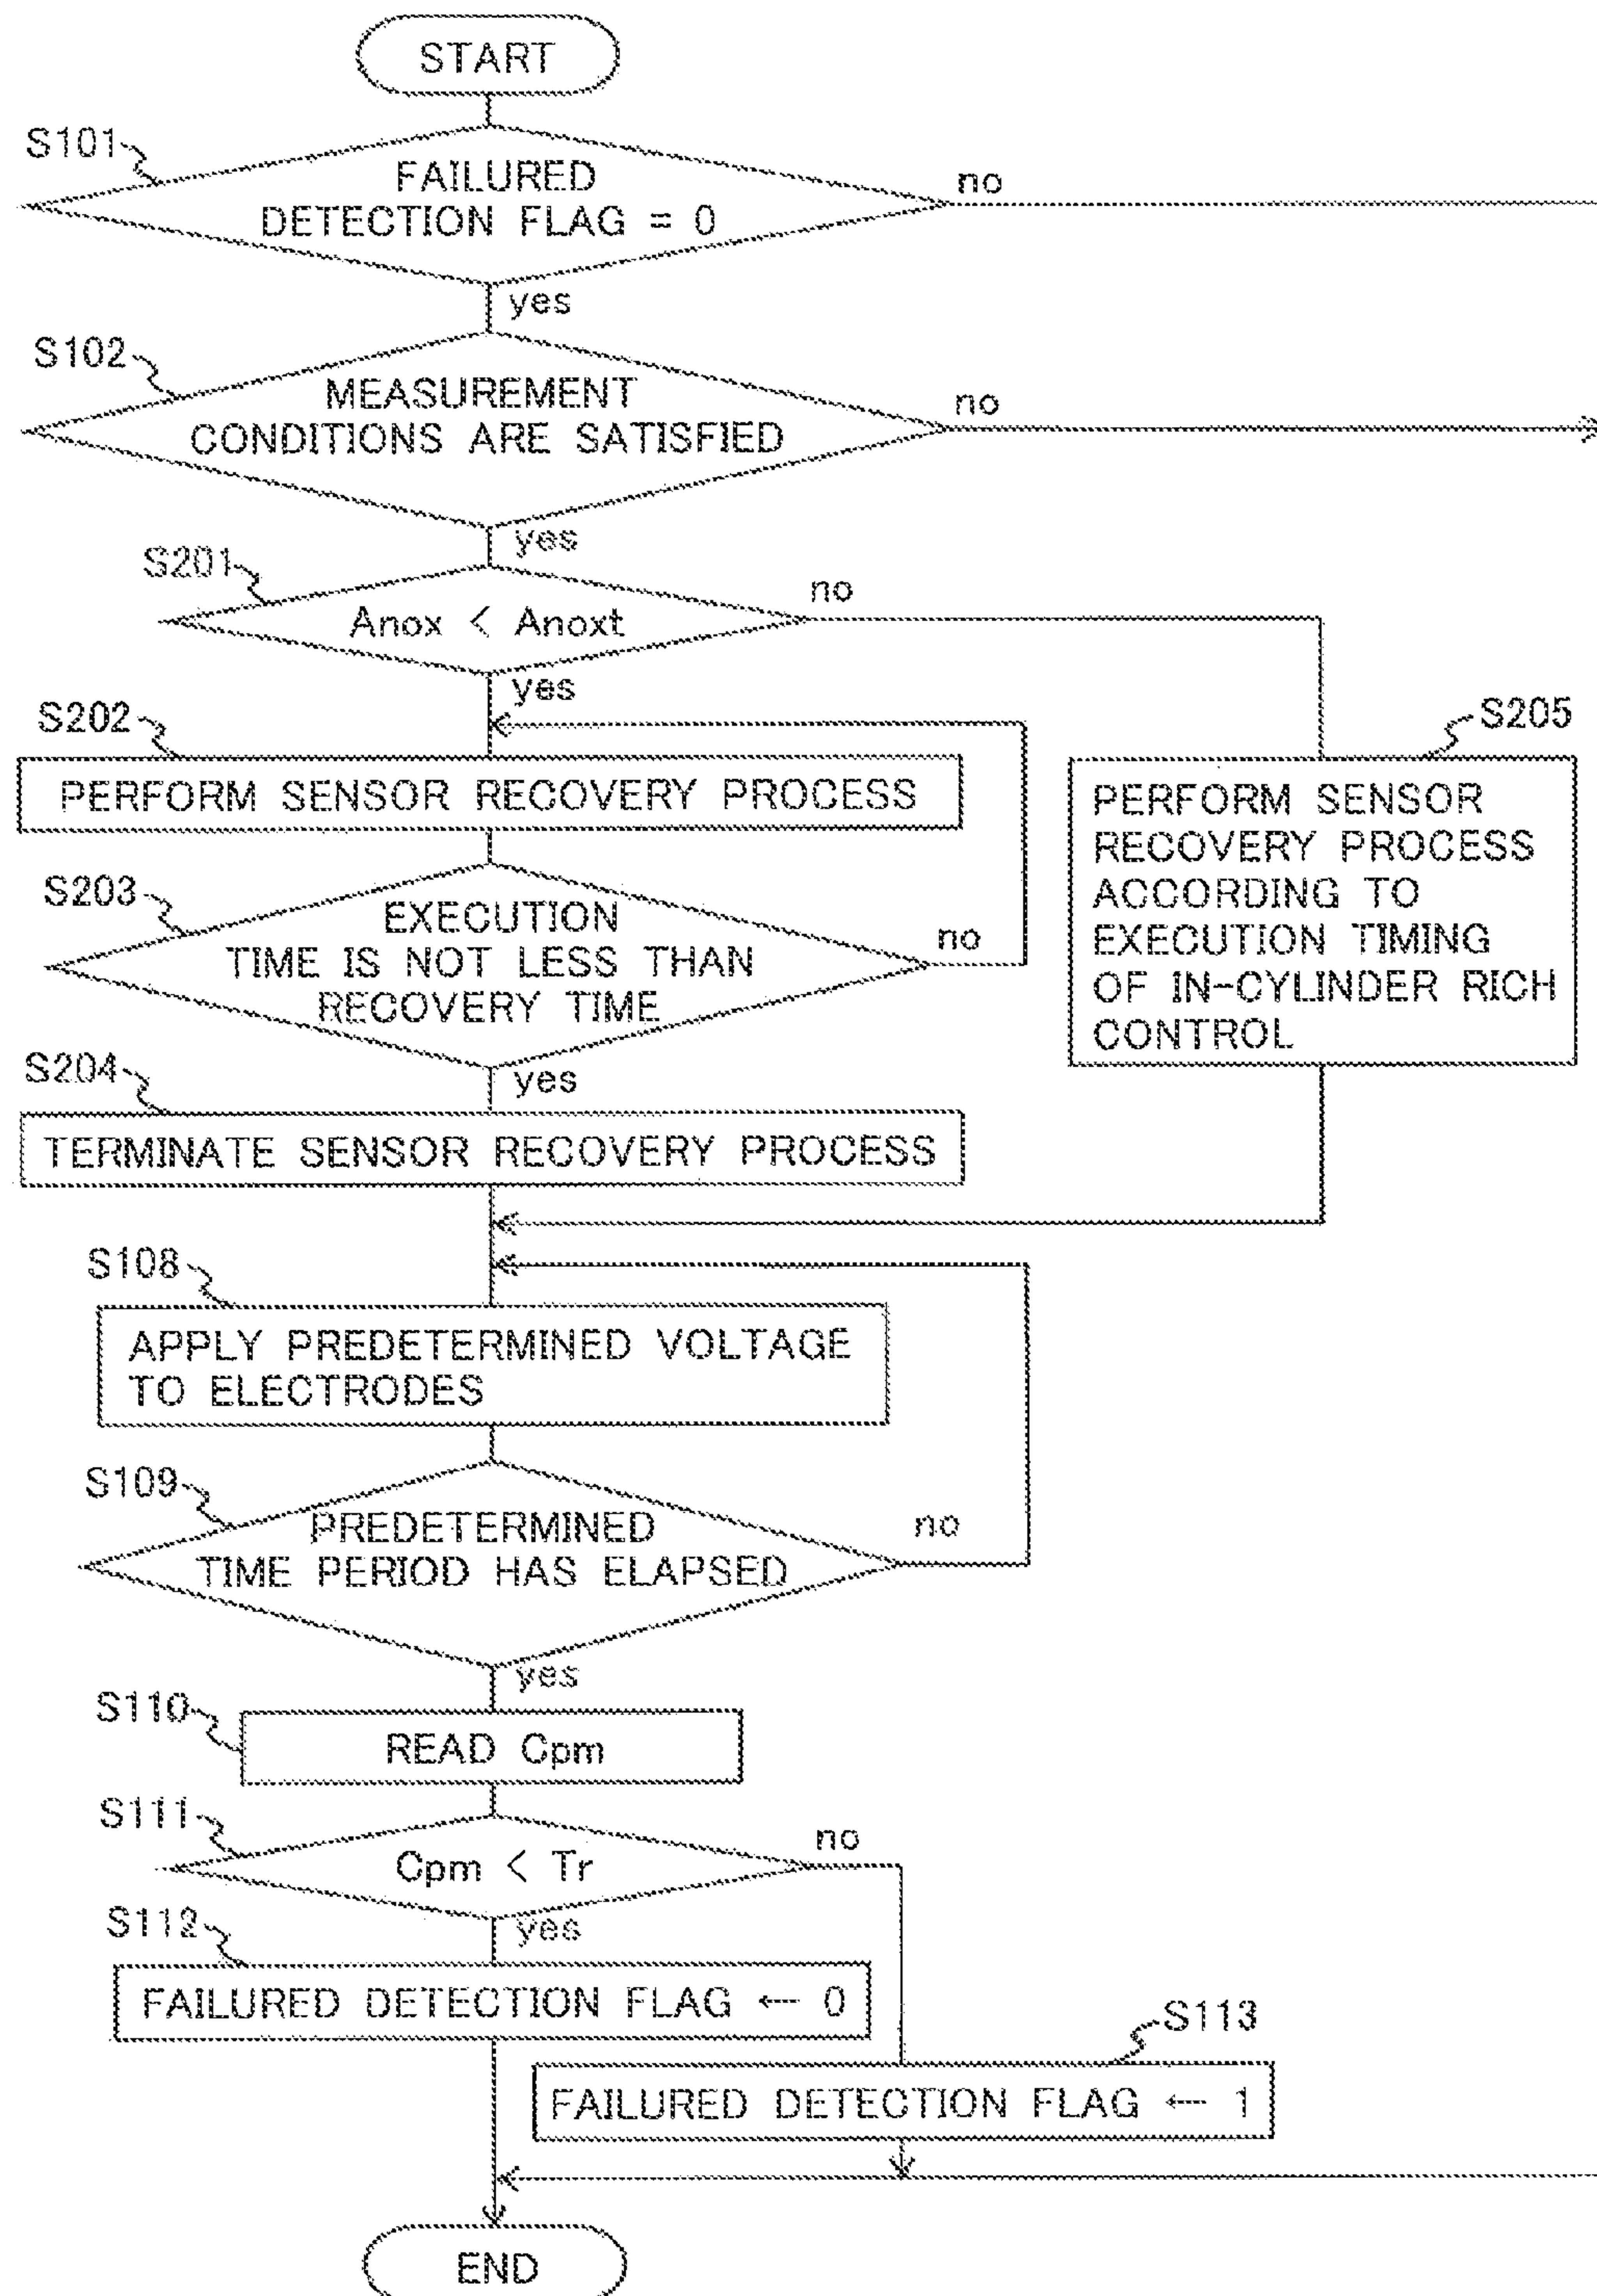 START
S101
FAILURED
DETECTION FLAG = 0
no
yes
S102
MEASUREMENT
CONDITIONS ARE SATISFIED
no
yes
S201
Anox < Anoxt
no
yes
S202
PERFORM SENSOR RECOVERY PROCESS
S205
PERFORM SENSOR
RECOVERY PROCESS
ACCORDING TO
EXECUTION TIMING
OF IN-CYLINDER RICH
CONTROL
S203
EXECUTION
TIME IS NOT LESS THAN
RECOVERY TIME
no
yes
S204
TERMINATE SENSOR RECOVERY PROCESS
S108
APPLY PREDETERMINED VOLTAGE
TO ELECTRODES
S109
PREDETERMINED
TIME PERIOD HAS ELAPSED
no
yes
S110
READ Cpm
S111
Cpm < Tr
no
yes
S112
FAILURED DETECTION FLAG ← 0
S113
FAILURED DETECTION FLAG ← 1
END